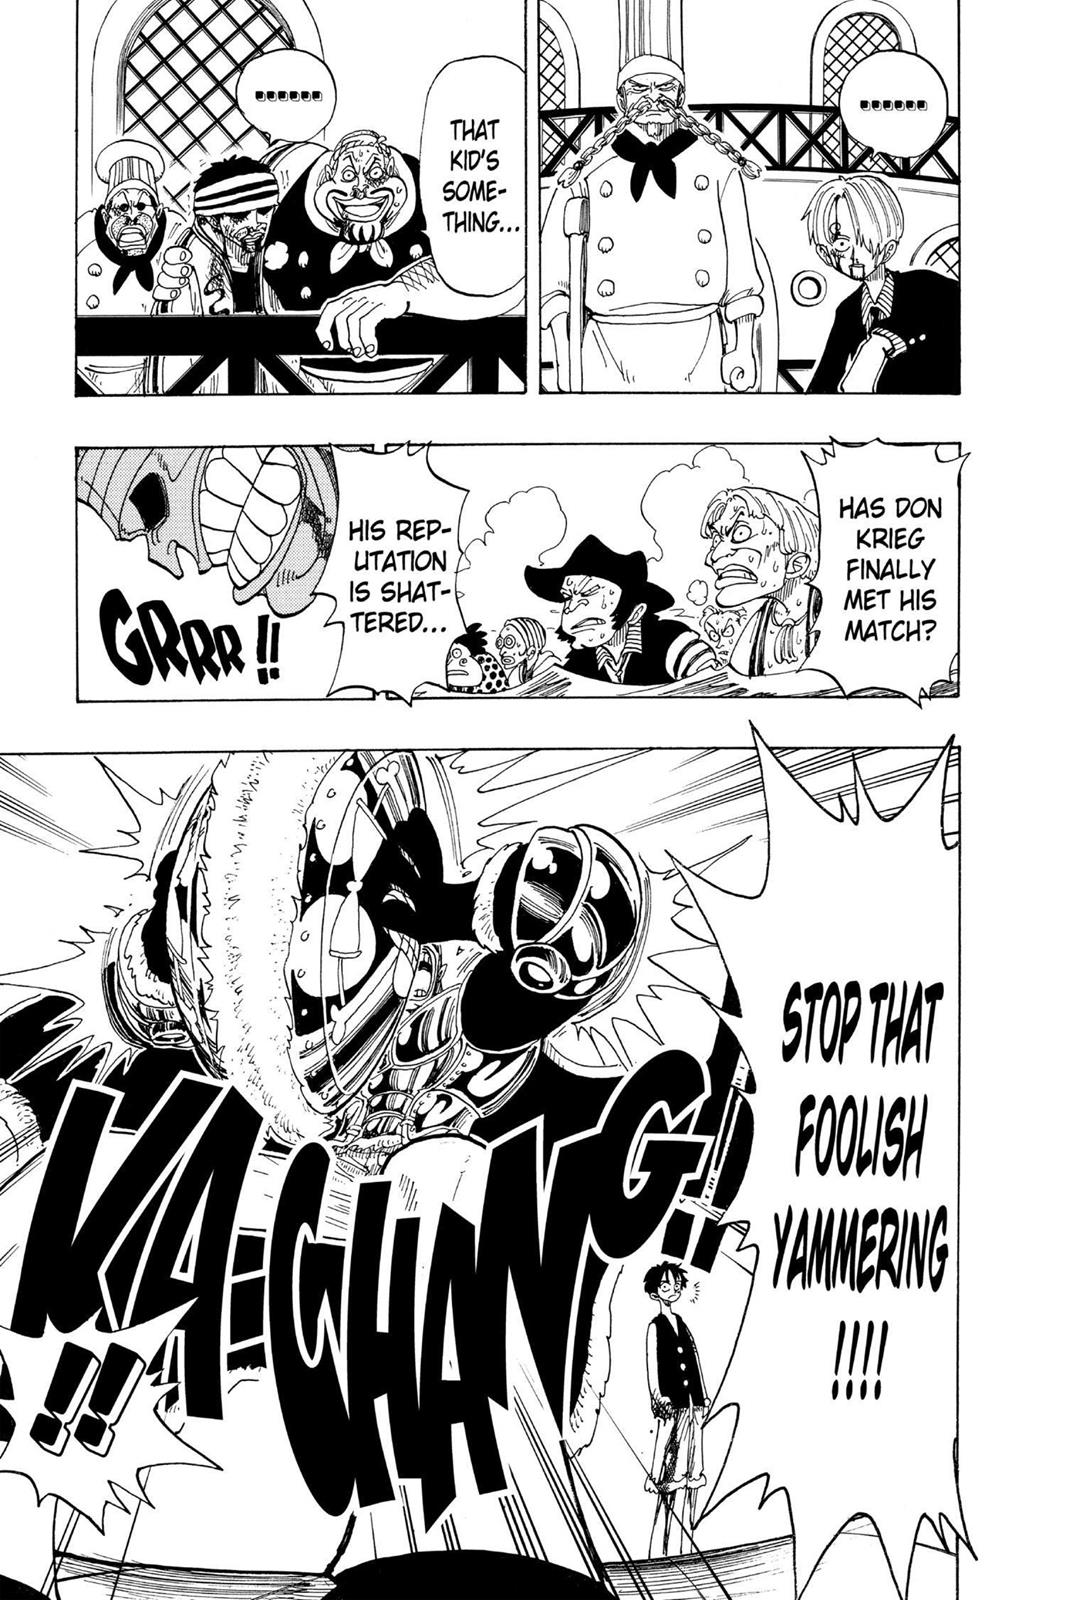 ......
......
THAT
KID'S
SOME-
THING...
HAS DON
KRIEG
FINALLY
MET HIS
MATCH?
HIS REP-
UTATION
IS SHAT-
TERED...
GRRR!!
STOP THAT
FOOLISH
YAMMERING
!!!!
KA-CHANG!!
!!